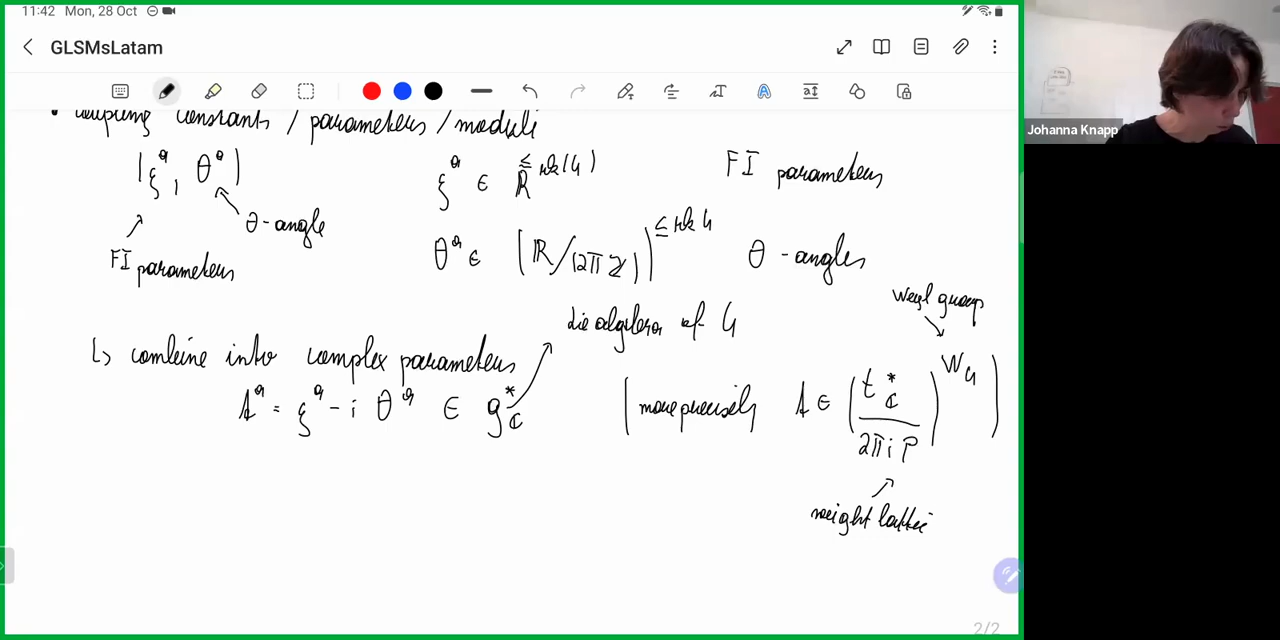 11:42 Mon, 28 Oct
GLSMsLatam
Johanna Knapp
• coupling constants / parameters / moduli
(ξ^a, θ^a)
ξ^a ∈ ℝ^{≤ rk(G)}
FI parameters
θ-angle
FI parameters
θ^a ∈ (ℝ/(2πℤ))^{≤ rk G}
θ-angles
Weyl group
Lie algebra of G
↳ combine into complex parameters
t^a = ξ^a - i θ^a ∈ g^*_ℂ
(more precisely t ∈ (t^*_ℂ / 2πi P)^{W_G})
weight lattice
2/2